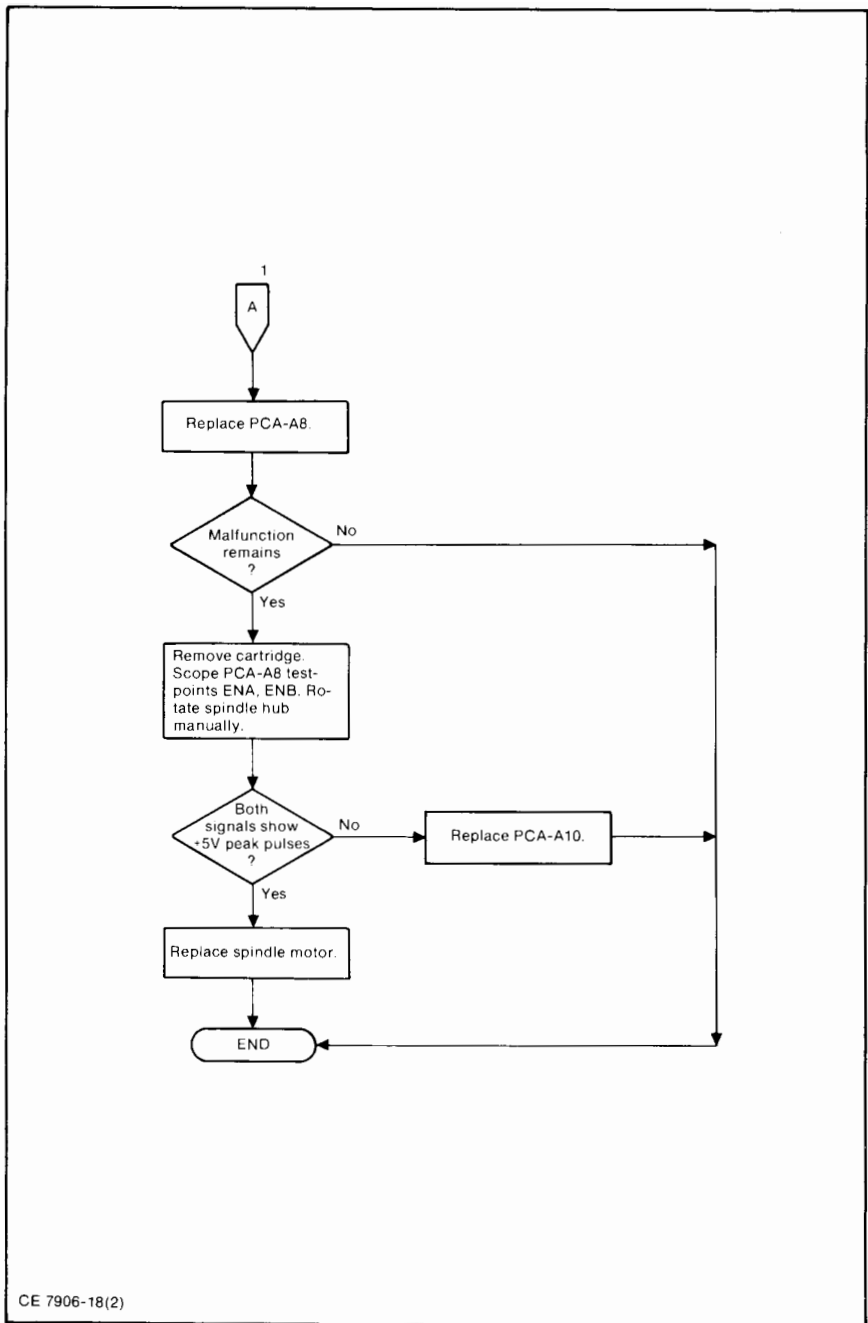 1
A
Replace PCA-A8.
Malfunction
remains
?
No
Yes
Remove cartridge.
Scope PCA-A8 test-
points ENA, ENB. Ro-
tate spindle hub
manually.
Both
signals show
+5V peak pulses
?
No
Replace PCA-A10.
Yes
Replace spindle motor.
END
CE 7906-18(2)